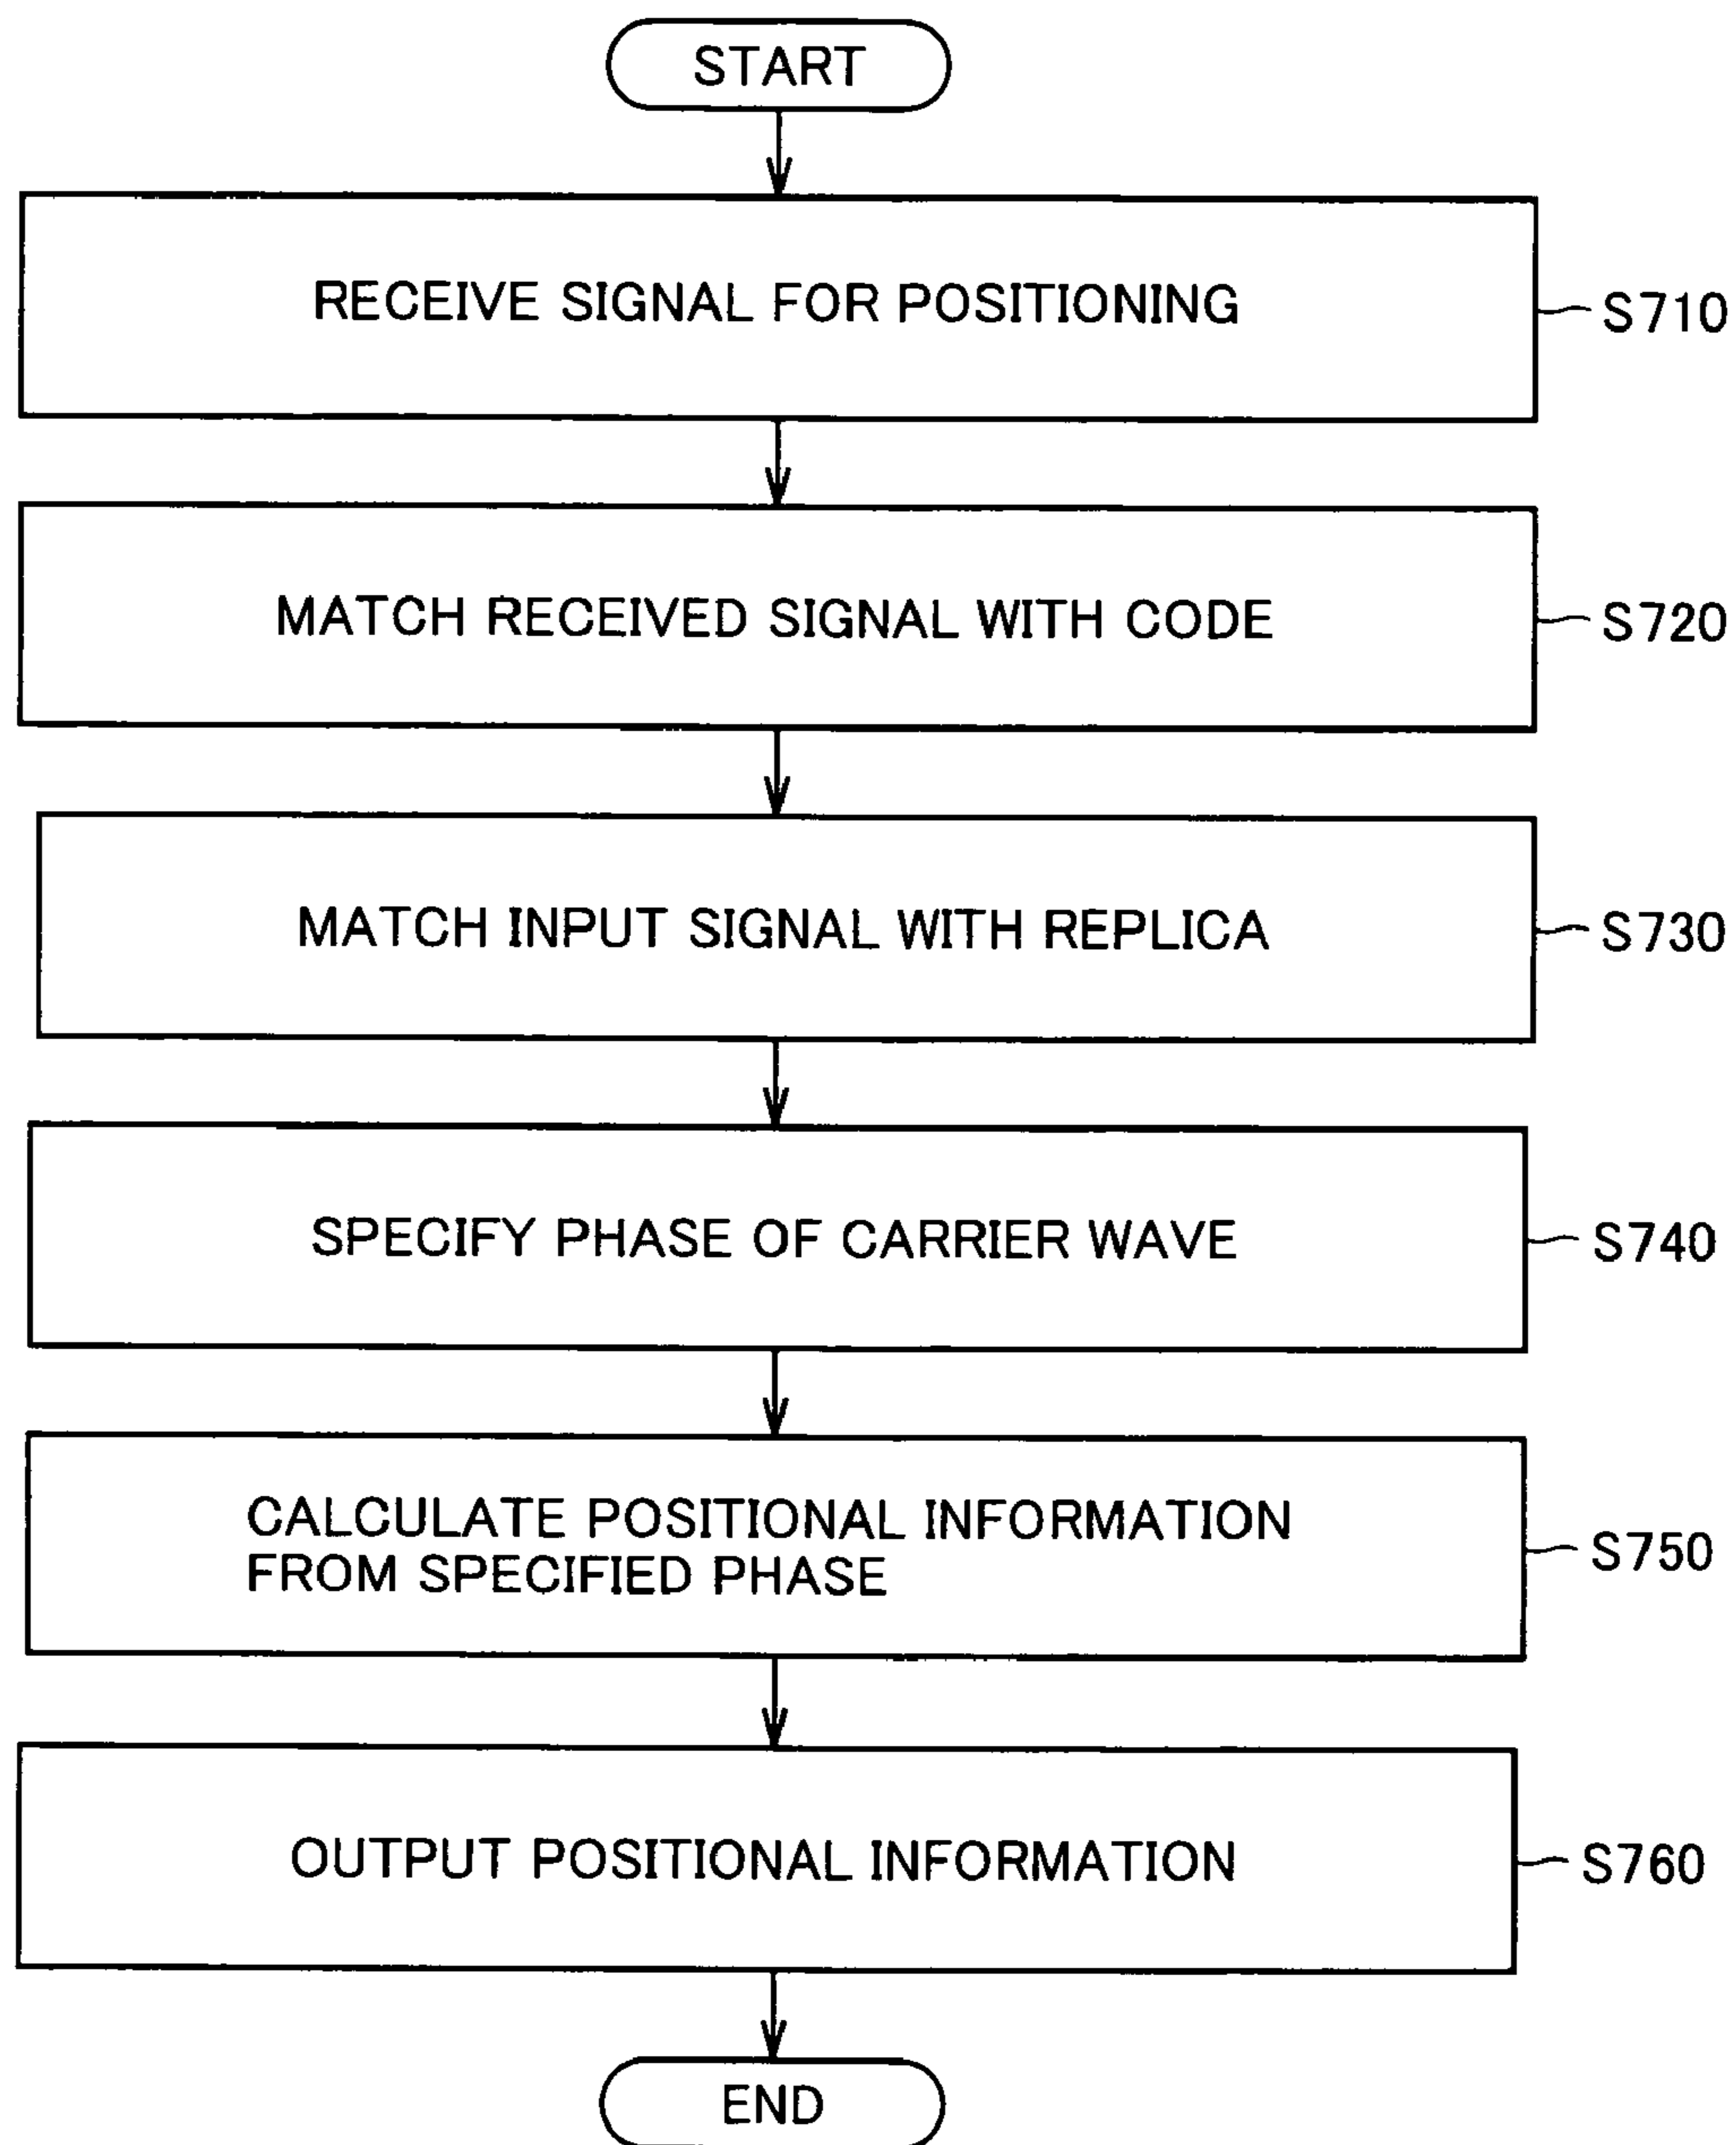 START
RECEIVE SIGNAL FOR POSITIONING
S710
MATCH RECEIVED SIGNAL WITH CODE
S720
MATCH INPUT SIGNAL WITH REPLICA
S730
SPECIFY PHASE OF CARRIER WAVE
S740
CALCULATE POSITIONAL INFORMATION
FROM SPECIFIED PHASE
S750
OUTPUT POSITIONAL INFORMATION
S760
END